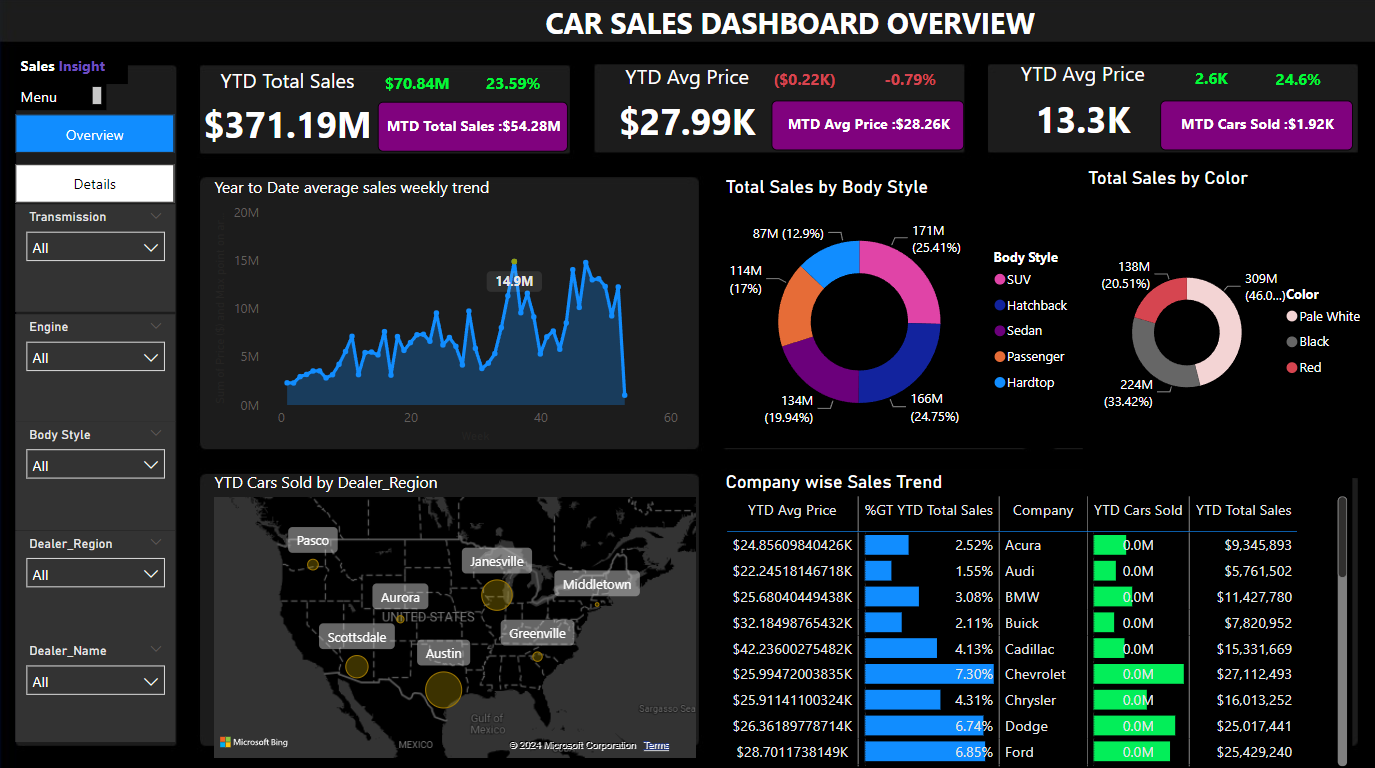 CAR SALES DASHBOARD OVERVIEW
Sales Insight
Menu
Overview
Details
Transmission
All
Engine
All
Body Style
All
Dealer_Region
All
Dealer_Name
All
YTD Total Sales $70.84M 23.59%
$371.19M MTD Total Sales :$54.28M
YTD Avg Price ($0.22K) -0.79%
$27.99K MTD Avg Price :$28.26K
YTD Avg Price 2.6K 24.6%
13.3K MTD Cars Sold :$1.92K
Year to Date average sales weekly trend
20M
15M
10M
5M
0M
14.9M
0 20 40 60
Week
Total Sales by Body Style
87M (12.9%)
171M
(25.41%)
114M
(17%)
134M
(19.94%)
166M
(24.75%)
Body Style
SUV
Hatchback
Sedan
Passenger
Hardtop
Total Sales by Color
138M
(20.51%)
309M
(46.0...)
224M
(33.42%)
Color
Pale White
Black
Red
YTD Cars Sold by Dealer_Region
Pasco
Janesville
Middletown
Aurora
UNITED STATES
Scottsdale
Greenville
Austin
Sargasso Sea
Gulf of
Mexico
MEXICO
Microsoft Bing
© 2024 Microsoft Corporation Terms
Company wise Sales Trend
YTD Avg Price %GT YTD Total Sales Company YTD Cars Sold YTD Total Sales
$24.85609840426K 2.52% Acura 0.0M $9,345,893
$22.24518146718K 1.55% Audi 0.0M $5,761,502
$25.68040449438K 3.08% BMW 0.0M $11,427,780
$32.18498765432K 2.11% Buick 0.0M $7,820,952
$42.23600275482K 4.13% Cadillac 0.0M $15,331,669
$25.99472003835K 7.30% Chevrolet 0.0M $27,112,493
$25.91141100324K 4.31% Chrysler 0.0M $16,013,252
$26.36189778714K 6.74% Dodge 0.0M $25,017,441
$28.7011738149K 6.85% Ford 0.0M $25,429,240